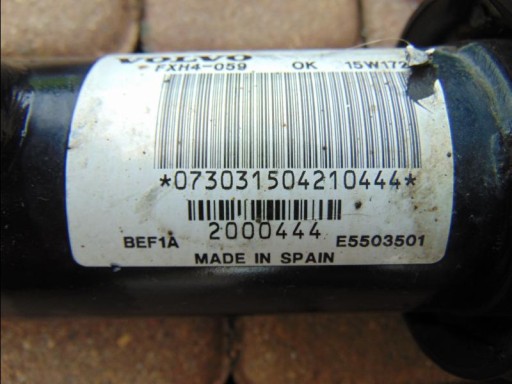 VOLVO
FXH4-059 OK 15W172
*073031504210444*
2000444
BEF1A E5503501
MADE IN SPAIN